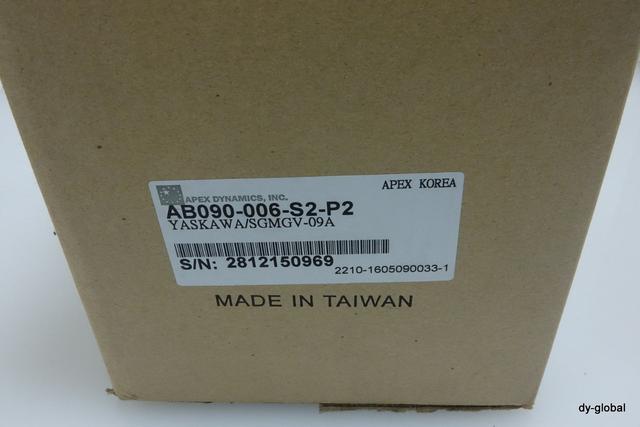 APEX DYNAMICS, INC.
APEX KOREA
AB090-006-S2-P2
YASKAWA/SGMGV-09A
S/N: 2812150969
2210-1605090033-1
MADE IN TAIWAN
dy-global